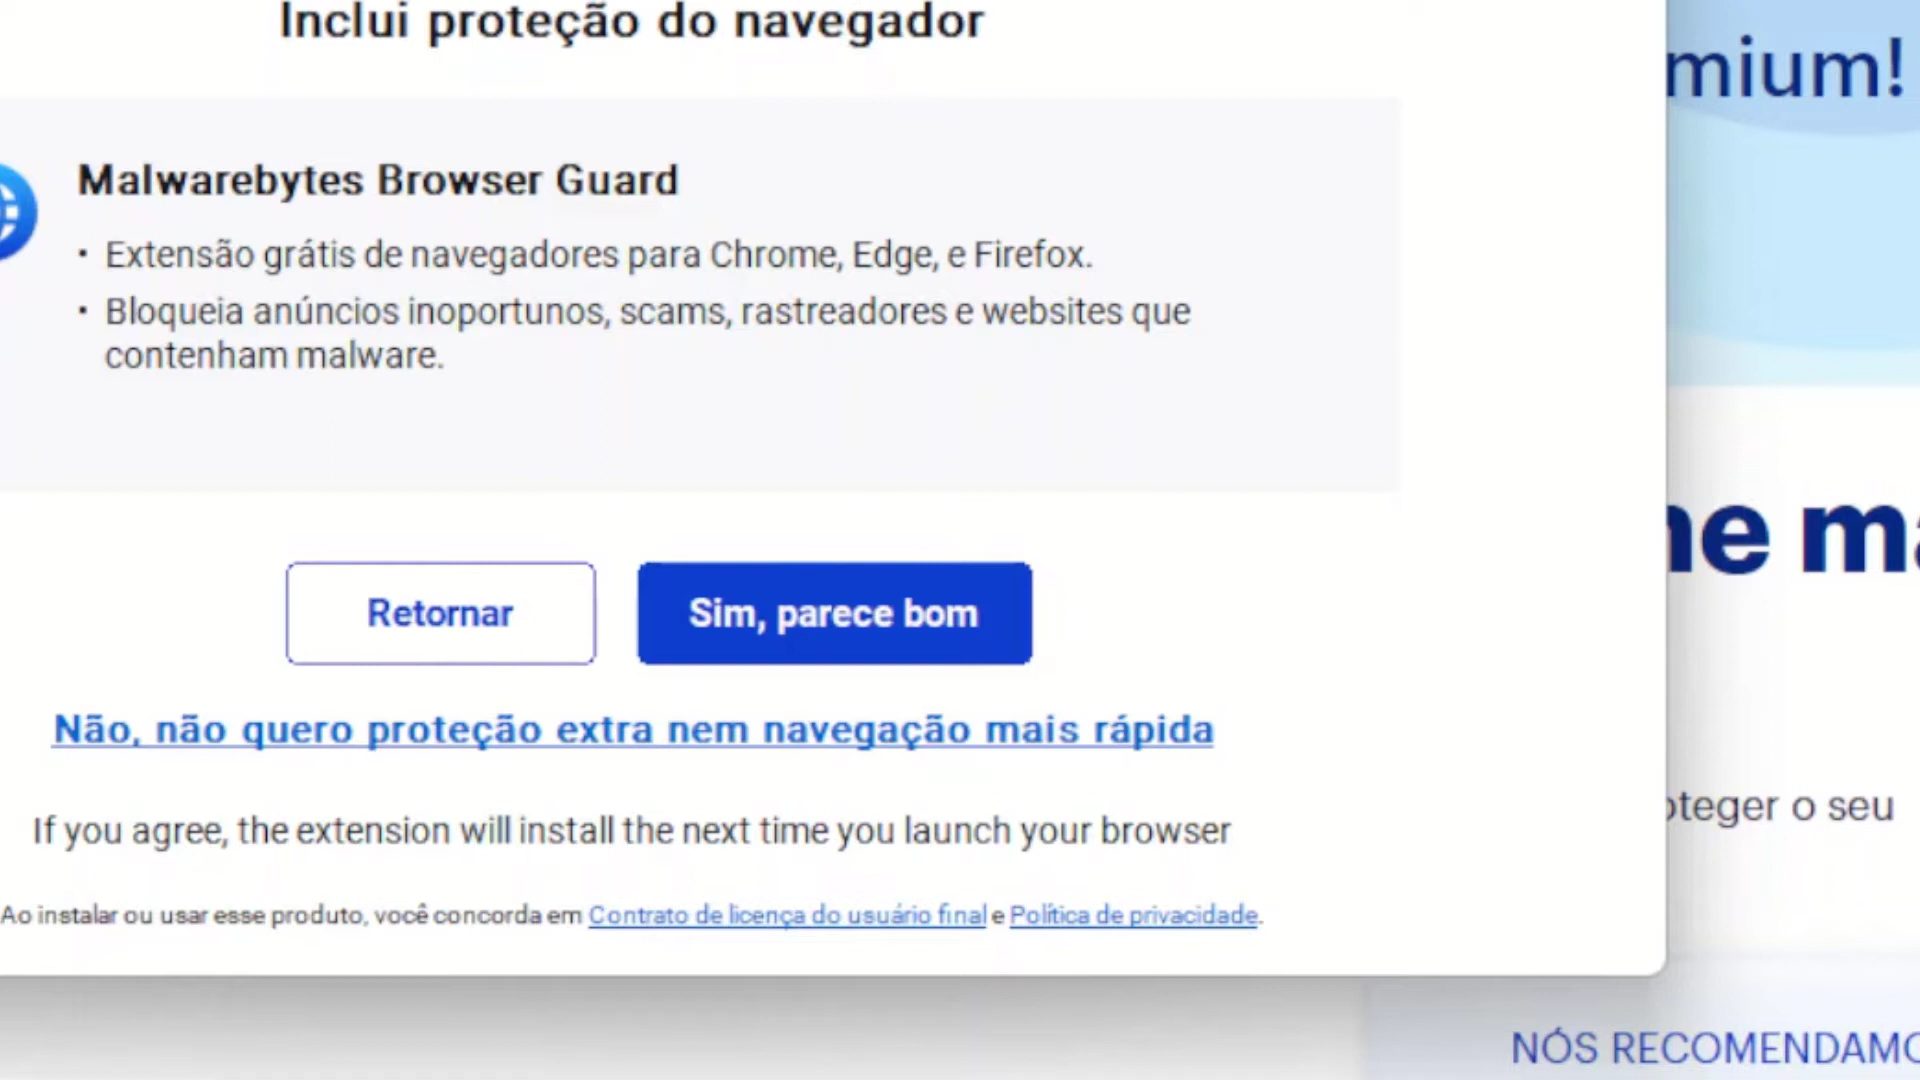 Inclui proteção do navegador
mium!
Malwarebytes Browser Guard
• Extensão grátis de navegadores para Chrome, Edge, e Firefox.
• Bloqueia anúncios inoportunos, scams, rastreadores e websites que
contenham malware.
Retornar
Sim, parece bom
Não, não quero proteção extra nem navegação mais rápida
oteger o seu
If you agree, the extension will install the next time you launch your browser
Ao instalar ou usar esse produto, você concorda em Contrato de licença do usuário final e Política de privacidade.
NÓS RECOMENDAMO